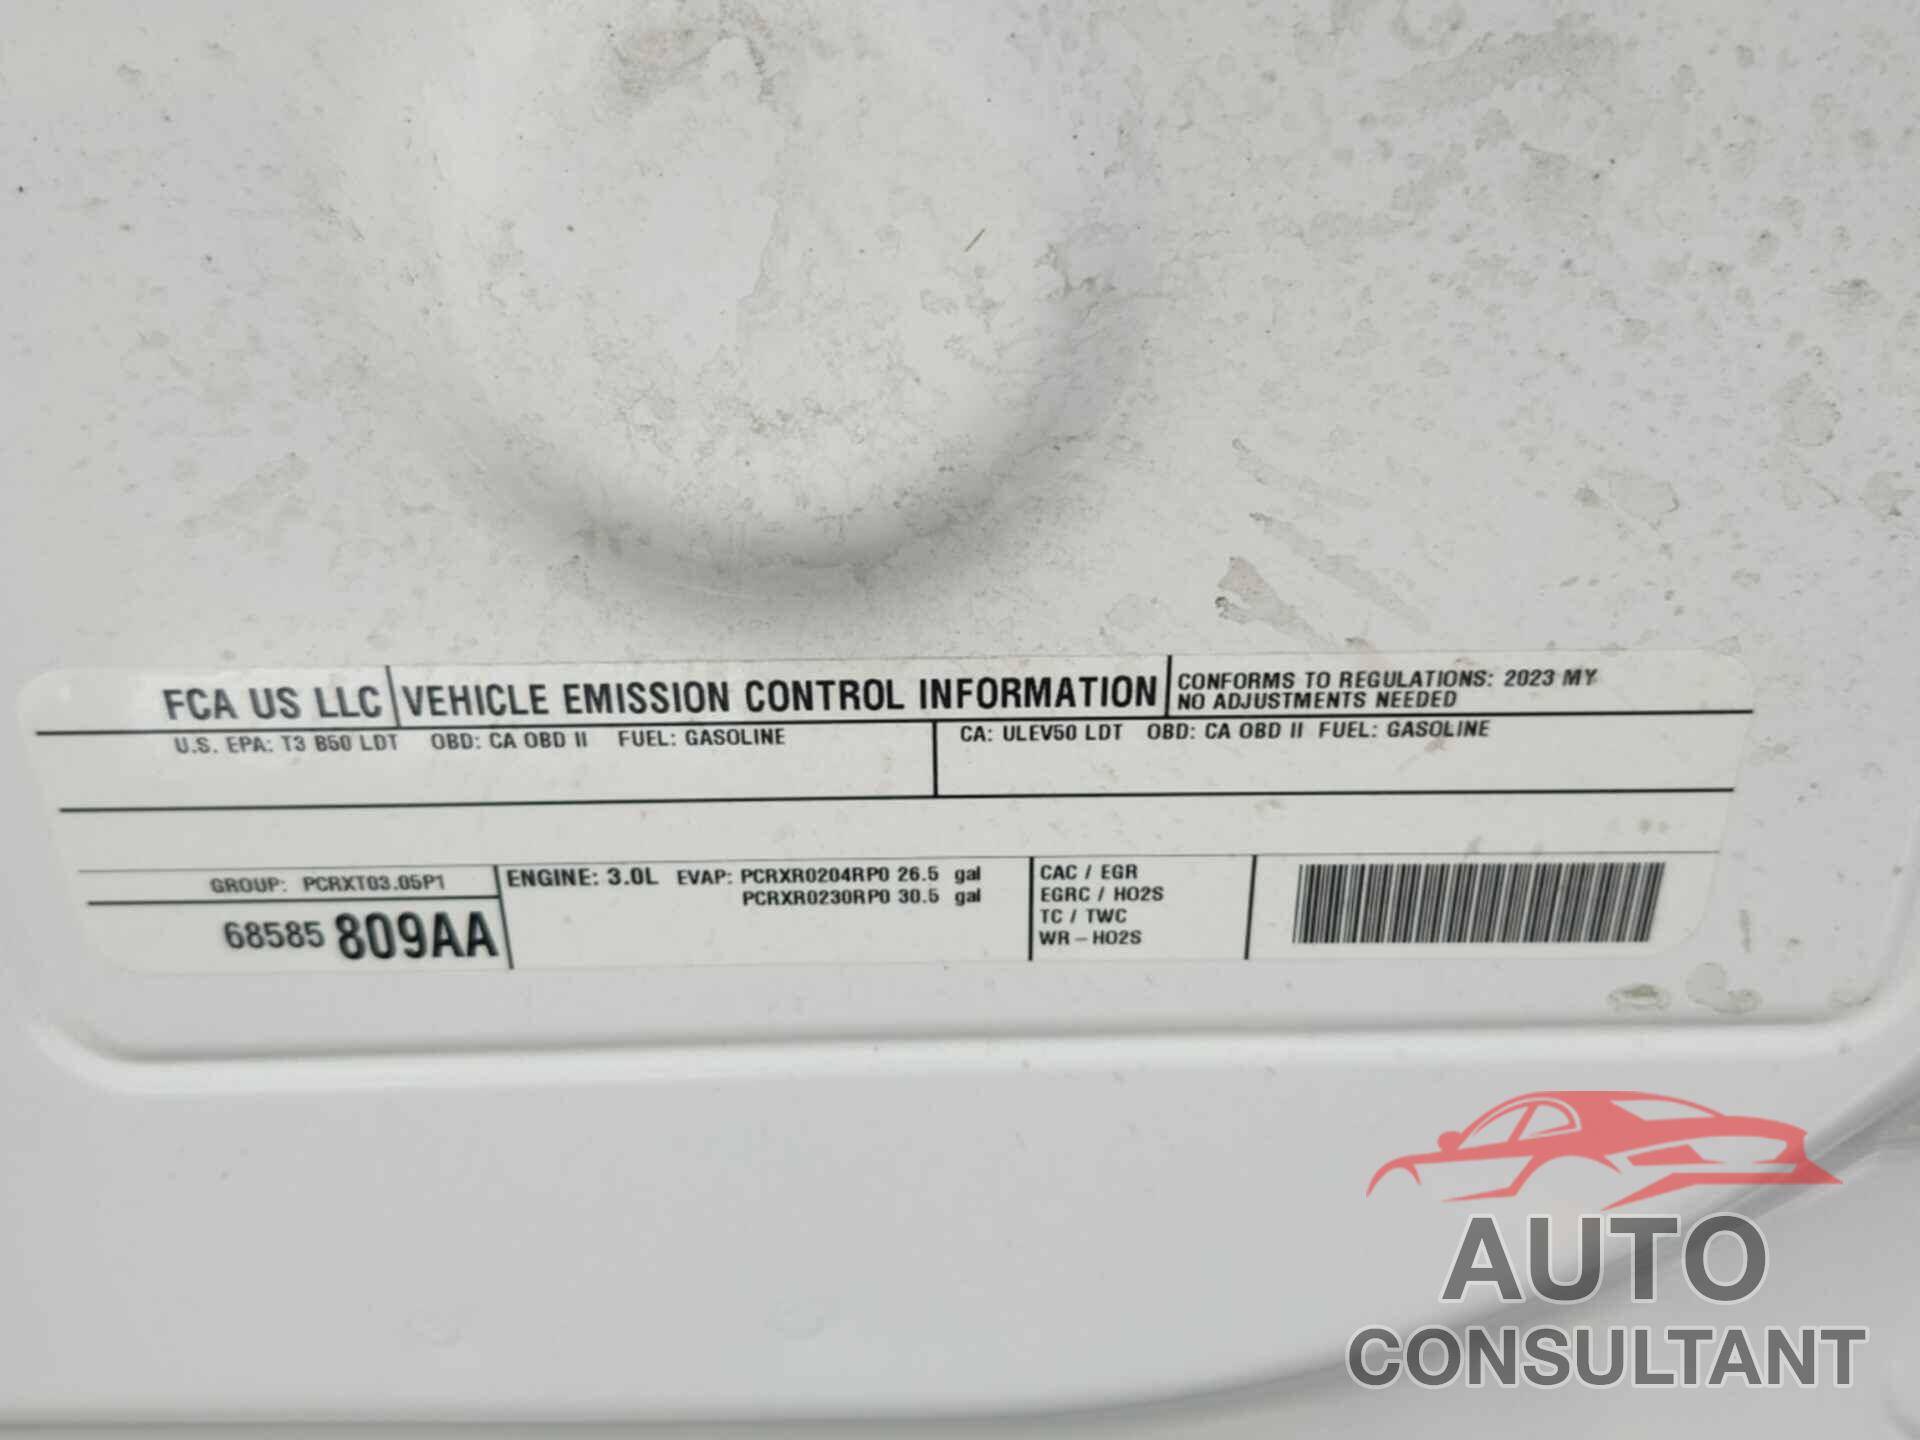 FCA US LLC VEHICLE EMISSION CONTROL INFORMATION
CONFORMS TO REGULATIONS: 2023 MY
NO ADJUSTMENTS NEEDED
U.S. EPA: T3 B50 LDT OBD: CA OBD II FUEL: GASOLINE
CA: ULEV50 LDT OBD: CA OBD II FUEL: GASOLINE
GROUP: PCRXT03.05P1
68585 809AA
ENGINE: 3.0L EVAP: PCRXR0204RP0 26.5 gal
PCRXR0230RP0 30.5 gal
CAC / EGR
EGRC / HO2S
TC / TWC
WR-HO2S
AUTO
CONSULTANT